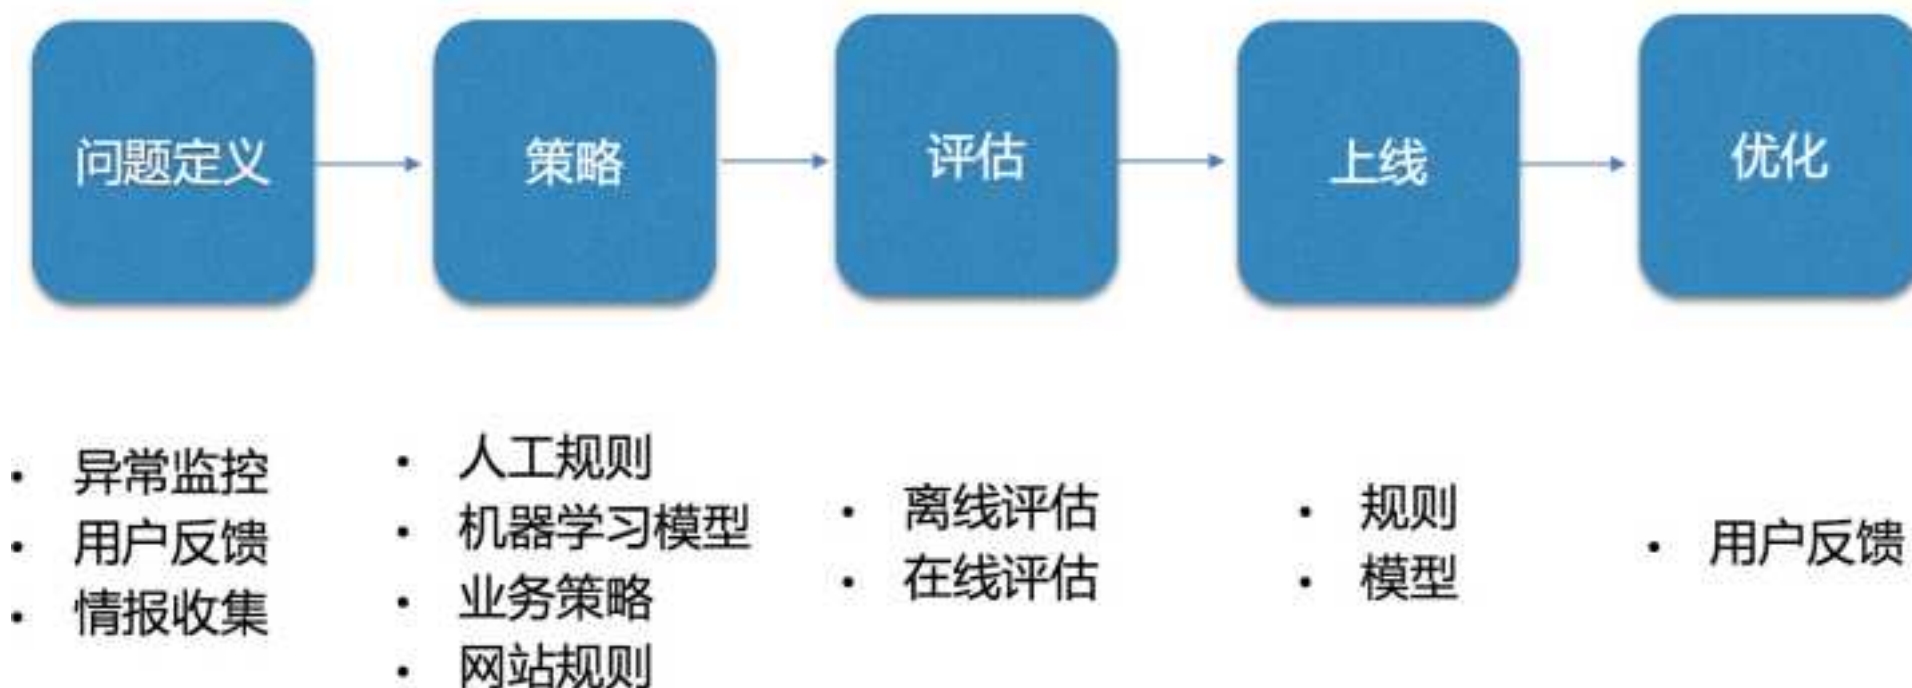 问题定义
策略
评估
上线
优化
• 异常监控
• 用户反馈
• 情报收集
• 人工规则
• 机器学习模型
• 业务策略
• 网站规则
• 离线评估
• 在线评估
• 规则
• 模型
• 用户反馈